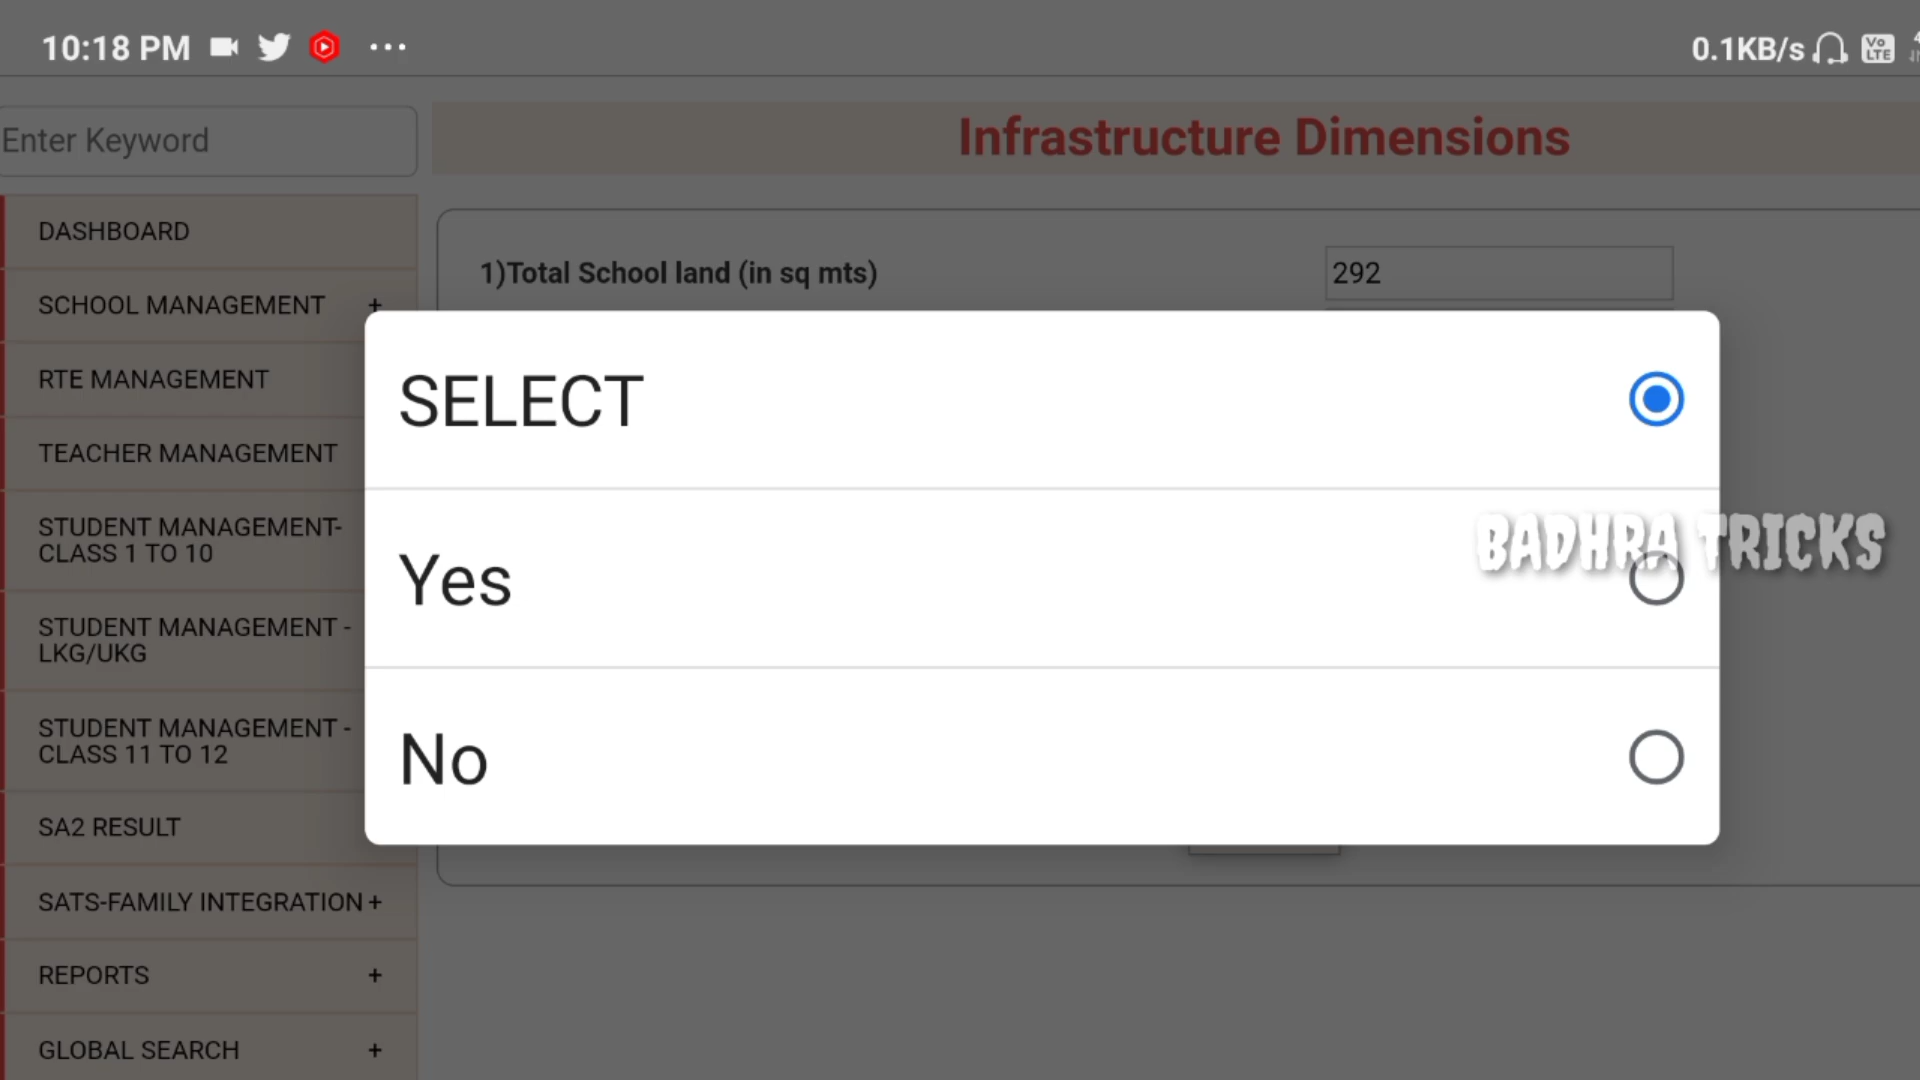 10:18 PM
0.1KB/s
Vo LTE
Enter Keyword
Infrastructure Dimensions
DASHBOARD
1)Total School land (in sq mts)
292
SCHOOL MANAGEMENT +
RTE MANAGEMENT
TEACHER MANAGEMENT
STUDENT MANAGEMENT-
CLASS 1 TO 10
STUDENT MANAGEMENT -
LKG/UKG
STUDENT MANAGEMENT -
CLASS 11 TO 12
SA2 RESULT
SATS-FAMILY INTEGRATION +
REPORTS +
GLOBAL SEARCH +
SELECT
Yes
No
BADHRA TRICKS